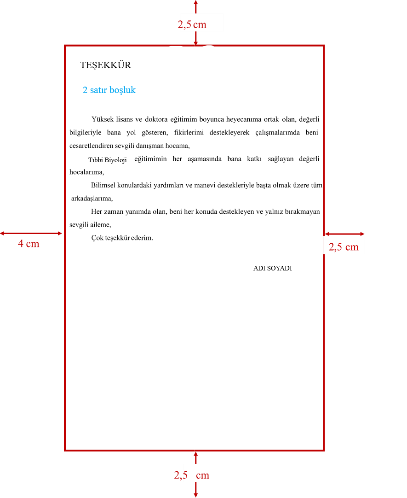 2,5 cm
TEŞEKKÜR
2 satır boşluk
Yüksek lisans ve doktora eğitimim boyunca heyecanıma ortak olan, değerli
bilgileriyle bana yol gösteren, fikirlerimi destekleyerek çalışmalarımda beni
cesaretlendiren sevgili danışman hocama,
Tıbbi Biyoloji eğitimimin her aşamasında bana katkı sağlayan değerli
hocalarıma,
Bilimsel konulardaki yardımları ve manevi destekleriyle başta olmak üzere tüm
arkadaşlarıma,
Her zaman yanımda olan, beni her konuda destekleyen ve yalnız bırakmayan
sevgili aileme,
Çok teşekkür ederim.
4 cm
2,5 cm
ADI SOYADI
2,5 cm